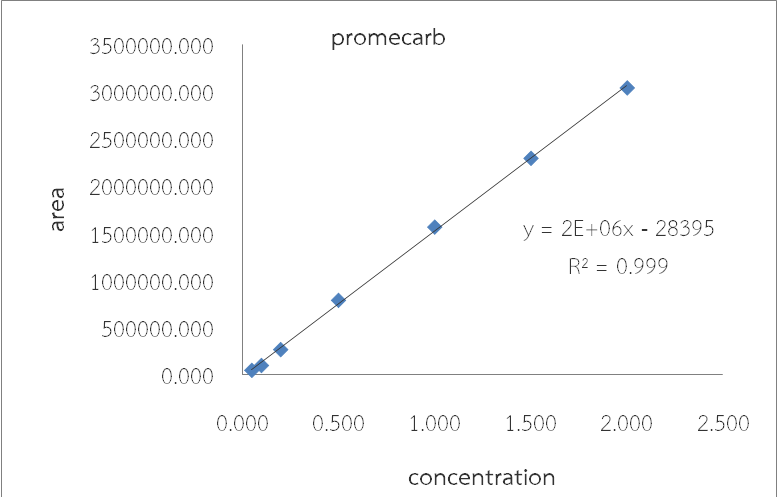 promecarb
3500000.000
3000000.000
2500000.000
2000000.000
1500000.000
1000000.000
500000.000
0.000
area
y = 2E+06x - 28395
R² = 0.999
0.000 0.500 1.000 1.500 2.000 2.500
concentration